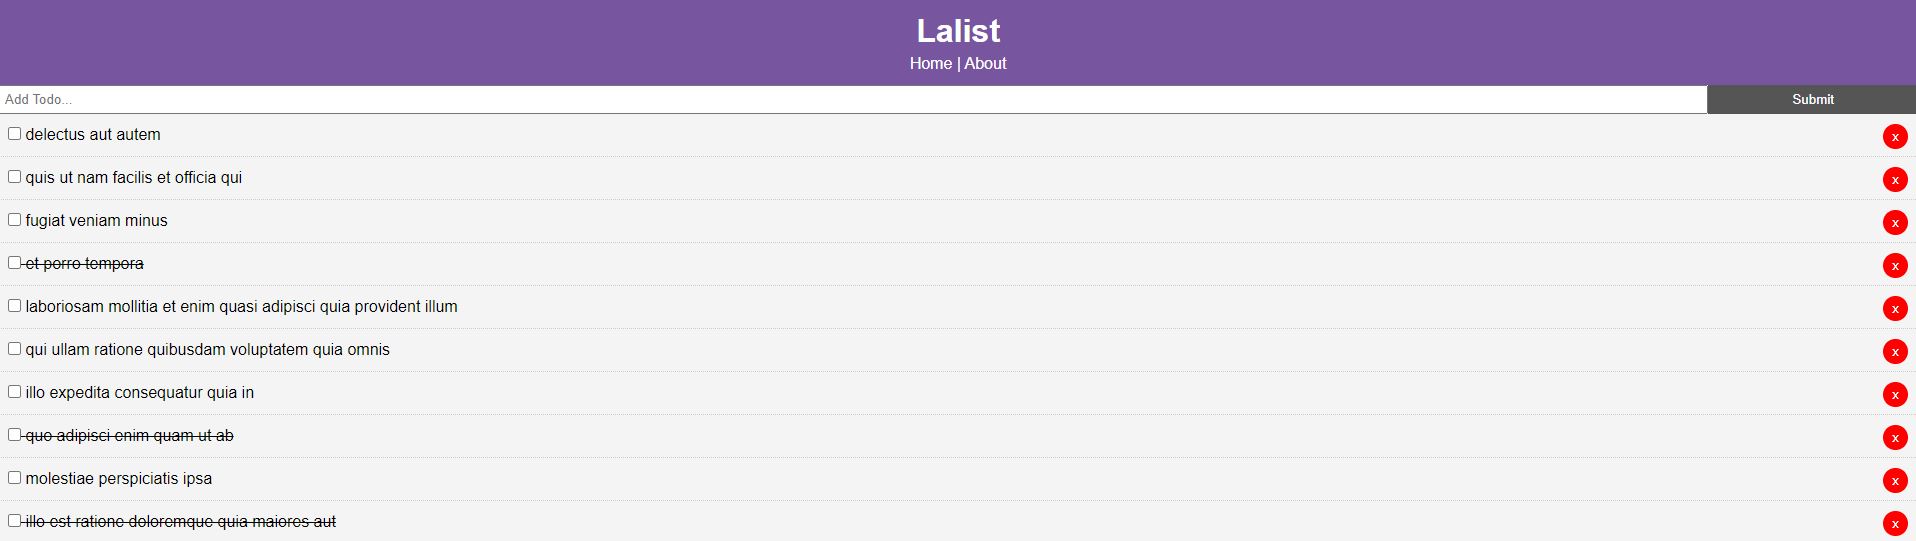 Lalist
Home | About
Add Todo...
Submit
delectus aut autem
x
quis ut nam facilis et officia qui
x
fugiat veniam minus
x
et porro tempora
x
laboriosam mollitia et enim quasi adipisci quia provident illum
x
qui ullam ratione quibusdam voluptatem quia omnis
x
illo expedita consequatur quia in
x
quo adipisci enim quam ut ab
x
molestiae perspiciatis ipsa
x
illo est ratione doloremque quia maiores aut
x